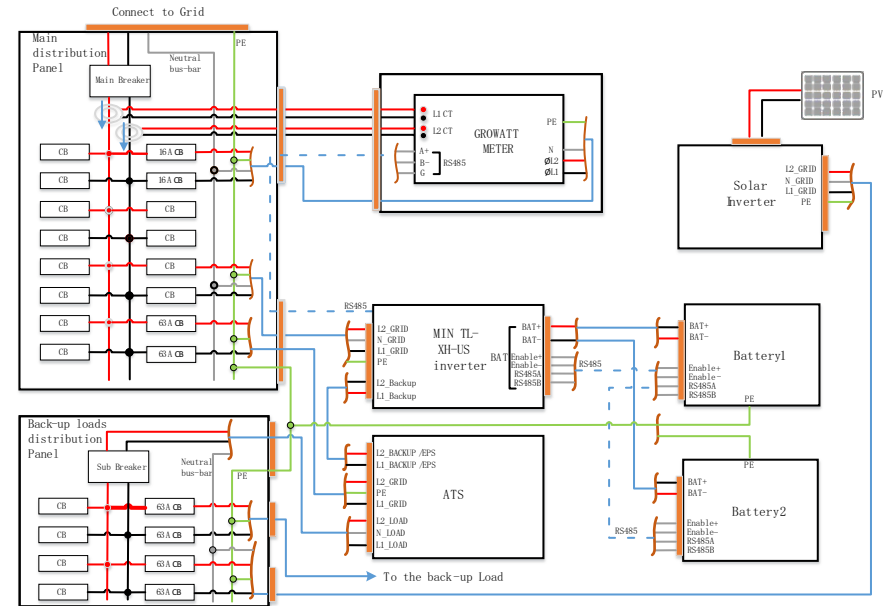 Connect to Grid
Main
distribution
Panel
PE
Neutral
bus-bar
Main Breaker
CB
16A CB
CB
16A CB
CB
CB
CB
CB
CB
CB
CB
CB
CB
63A CB
CB
63A CB
L1 CT
L2 CT
GROWATT
METER
A+
B-
G
RS485
PE
N
ØL2
ØL1
PV
Solar
Inverter
L2_GRID
N_GRID
L1_GRID
PE
RS485
L2_GRID
N_GRID
L1_GRID
PE
L2_Backup
L1_Backup
MIN TL-
XH-US
inverter
BAT
BAT+
BAT-
Enable+
Enable-
RS485A
RS485B
RS485
BAT+
BAT-
Enable+
Enable-
RS485A
RS485B
Battery1
PE
Back-up loads
distribution
Panel
Sub Breaker
Neutral
bus-bar
PE
CB
63A CB
CB
63A CB
CB
63A CB
CB
63A CB
L2_BACKUP/EPS
L1_BACKUP/EPS
L2_GRID
PE
L1_GRID
L2_LOAD
N_LOAD
L1_LOAD
ATS
To the back-up Load
RS485
PE
BAT+
BAT-
Enable+
Enable-
RS485A
RS485B
Battery2